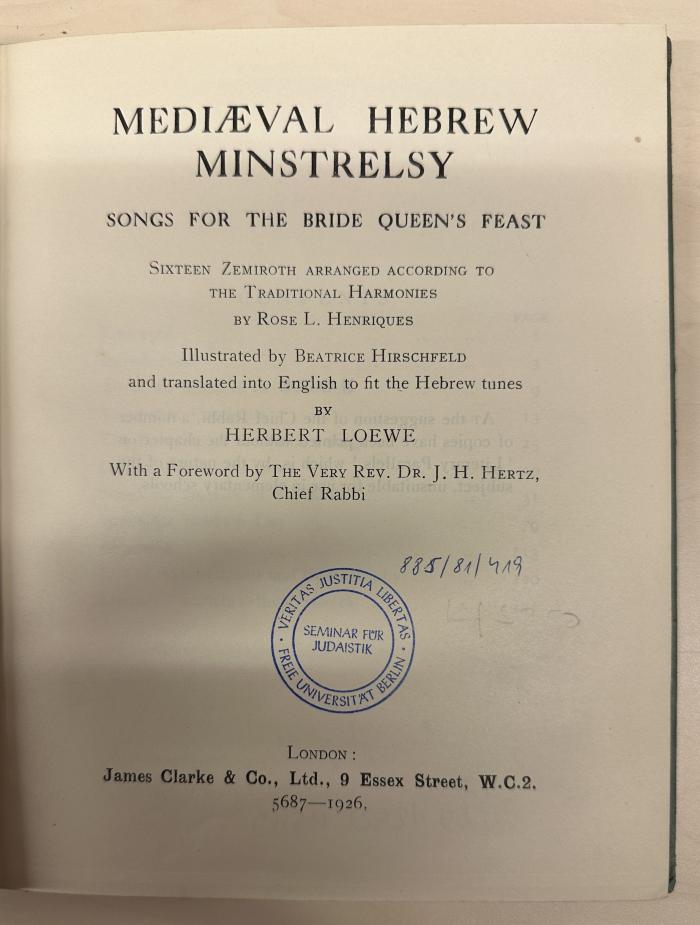 MEDIÆVAL HEBREW
MINSTRELSY
SONGS FOR THE BRIDE QUEEN'S FEAST
SIXTEEN ZEMIROTH ARRANGED ACCORDING TO
THE TRADITIONAL HARMONIES
BY ROSE L. HENRIQUES
Illustrated by BEATRICE HIRSCHFELD
and translated into English to fit the Hebrew tunes
BY
HERBERT LOEWE
With a Foreword by THE VERY REV. DR. J. H. HERTZ,
Chief Rabbi
885/81/419
VERITAS JUSTITIA LIBERTAS
SEMINAR FÜR
JUDAISTIK
FREIE UNIVERSITÄT BERLIN
LONDON :
James Clarke & Co., Ltd., 9 Essex Street, W.C.2.
5687—1926.